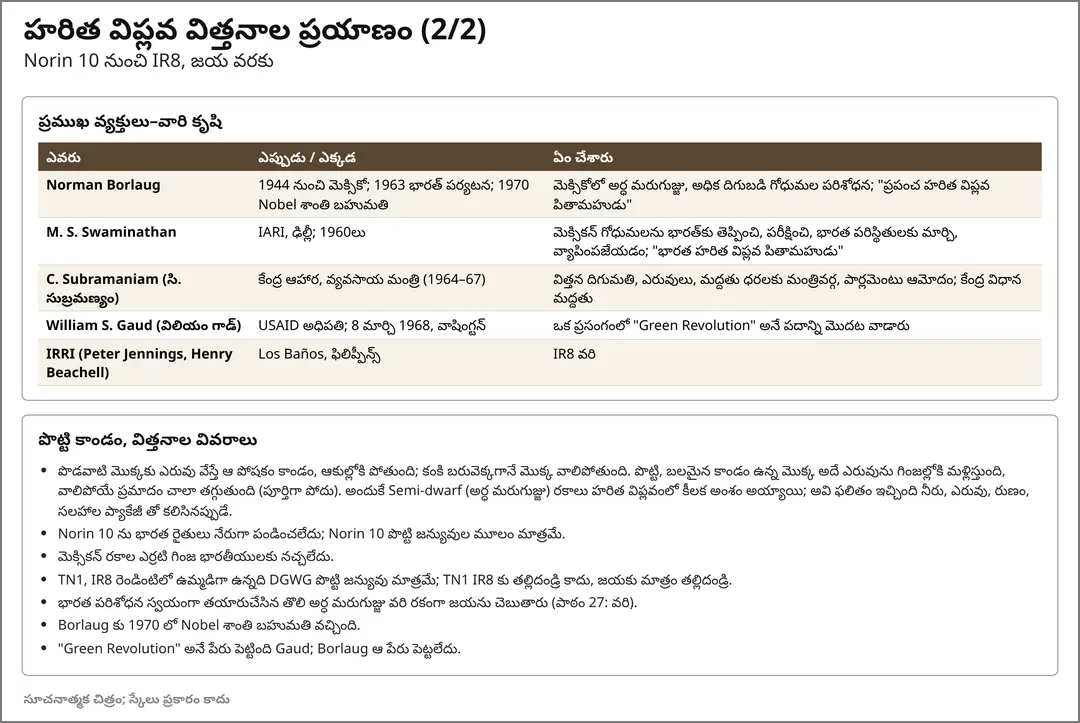 హరిత విప్లవ విత్తనాల ప్రయాణం (2/2)
Norin 10 నుంచి IR8, జయ వరకు
ప్రముఖ వ్యక్తులు–వారి కృషి
ఎవరు ఎప్పుడు / ఎక్కడ ఏం చేశారు
Norman Borlaug 1944 నుంచి మెక్సికో; 1963 భారత్ పర్యటన; 1970 మెక్సికోలో అర్ధ మరుగుజ్జు, అధిక దిగుబడి గోధుమల పరిశోధన; "ప్రపంచ హరిత విప్లవ
Nobel శాంతి బహుమతి పితామహుడు"
M. S. Swaminathan IARI, ఢిల్లీ; 1960లు మెక్సికన్ గోధుమలను భారత్‌కు తెప్పించి, పరీక్షించి, భారత పరిస్థితులకు మార్చి,
వ్యాపింపజేయడం; "భారత హరిత విప్లవ పితామహుడు"
C. Subramaniam (సి. కేంద్ర ఆహార, వ్యవసాయ మంత్రి (1964–67) విత్తన దిగుమతి, ఎరువులు, మద్దతు ధరలకు మంత్రివర్గ, పార్లమెంటు ఆమోదం; కేంద్ర విధాన
సుబ్రమణ్యం) మద్దతు
William S. Gaud (విలియం గాడ్) USAID అధిపతి; 8 మార్చి 1968, వాషింగ్టన్ ఒక ప్రసంగంలో "Green Revolution" అనే పదాన్ని మొదట వాడారు
IRRI (Peter Jennings, Henry Los Baños, ఫిలిప్పీన్స్ IR8 వరి
Beachell)
పొట్టి కాండం, విత్తనాల వివరాలు
• పొడవాటి మొక్కకు ఎరువు వేస్తే ఆ పోషకం కాండం, ఆకుల్లోకి పోతుంది; కంకి బరువెక్కగానే మొక్క వాలిపోతుంది. పొట్టి, బలమైన కాండం ఉన్న మొక్క అదే ఎరువును గింజల్లోకి మళ్లిస్తుంది,
వాలిపోయే ప్రమాదం చాలా తగ్గుతుంది (పూర్తిగా పోదు). అందుకే Semi-dwarf (అర్ధ మరుగుజ్జు) రకాలు హరిత విప్లవంలో కీలక అంశం అయ్యాయి; అవి ఫలితం ఇచ్చింది నీరు, ఎరువు, రుణం,
సలహాల ప్యాకేజీ తో కలిసినప్పుడే.
• Norin 10 ను భారత రైతులు నేరుగా పండించలేదు; Norin 10 పొట్టి జన్యువుల మూలం మాత్రమే.
• మెక్సికన్ రకాల ఎర్రటి గింజ భారతీయులకు నచ్చలేదు.
• TN1, IR8 రెండింటిలో ఉమ్మడిగా ఉన్నది DGWG పొట్టి జన్యువు మాత్రమే; TN1 IR8 కు తల్లిదండ్రి కాదు, జయకు మాత్రం తల్లిదండ్రి.
• భారత పరిశోధన స్వయంగా తయారుచేసిన తొలి అర్ధ మరుగుజ్జు వరి రకంగా జయను చెబుతారు (పాఠం 27: వరి).
• Borlaug కు 1970 లో Nobel శాంతి బహుమతి వచ్చింది.
• "Green Revolution" అనే పేరు పెట్టింది Gaud; Borlaug ఆ పేరు పెట్టలేదు.
సూచనాత్మక చిత్రం; స్కేలు ప్రకారం కాదు